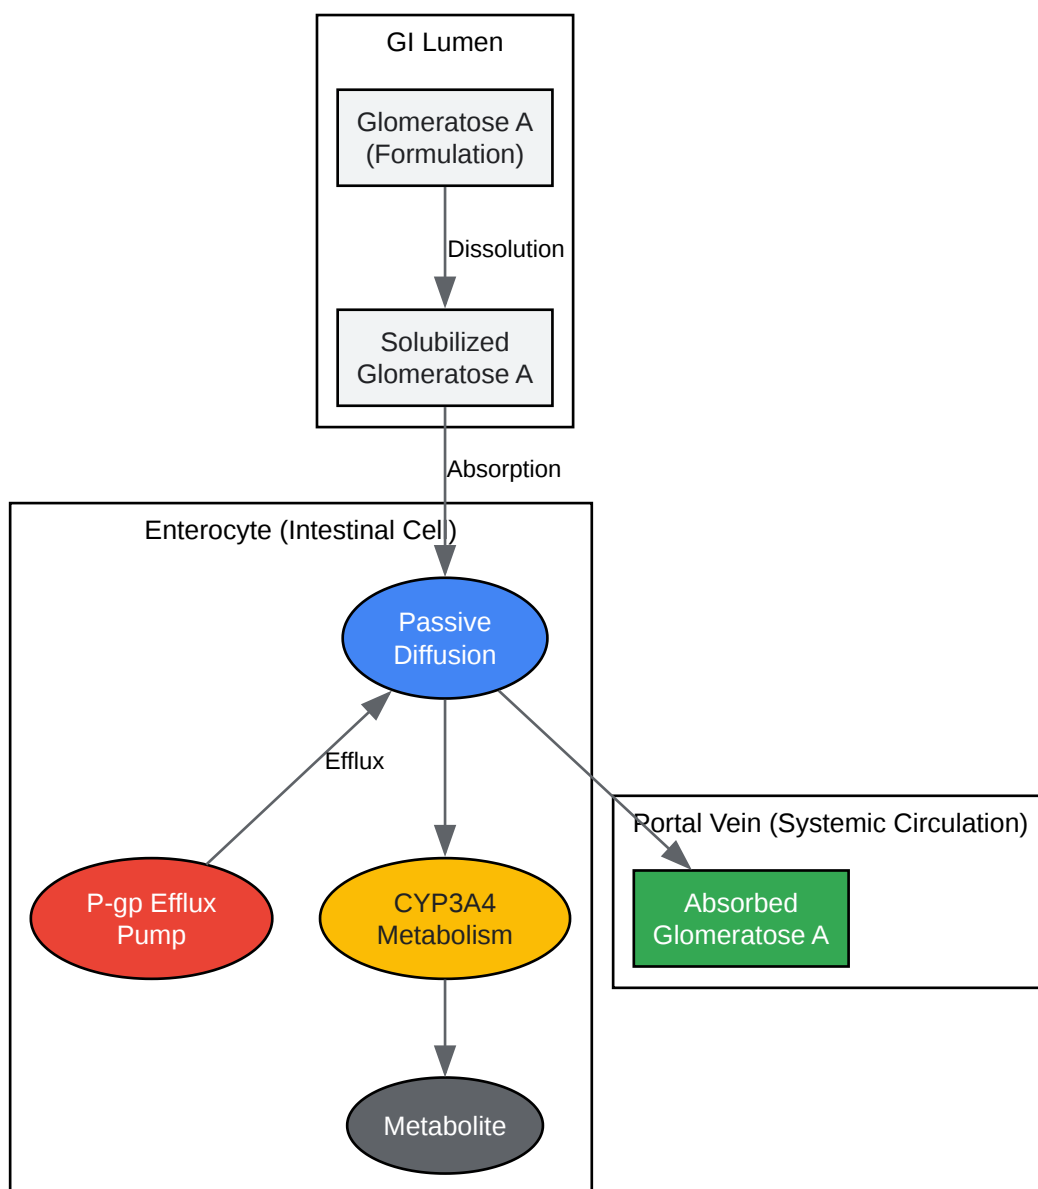 GI Lumen
Glomeratose A
(Formulation)
Dissolution
Solubilized
Glomeratose A
Absorption
Enterocyte (Intestinal Cell)
Passive
Diffusion
Efflux
Portal Vein (Systemic Circulation)
P-gp Efflux
Pump
CYP3A4
Metabolism
Absorbed
Glomeratose A
Metabolite